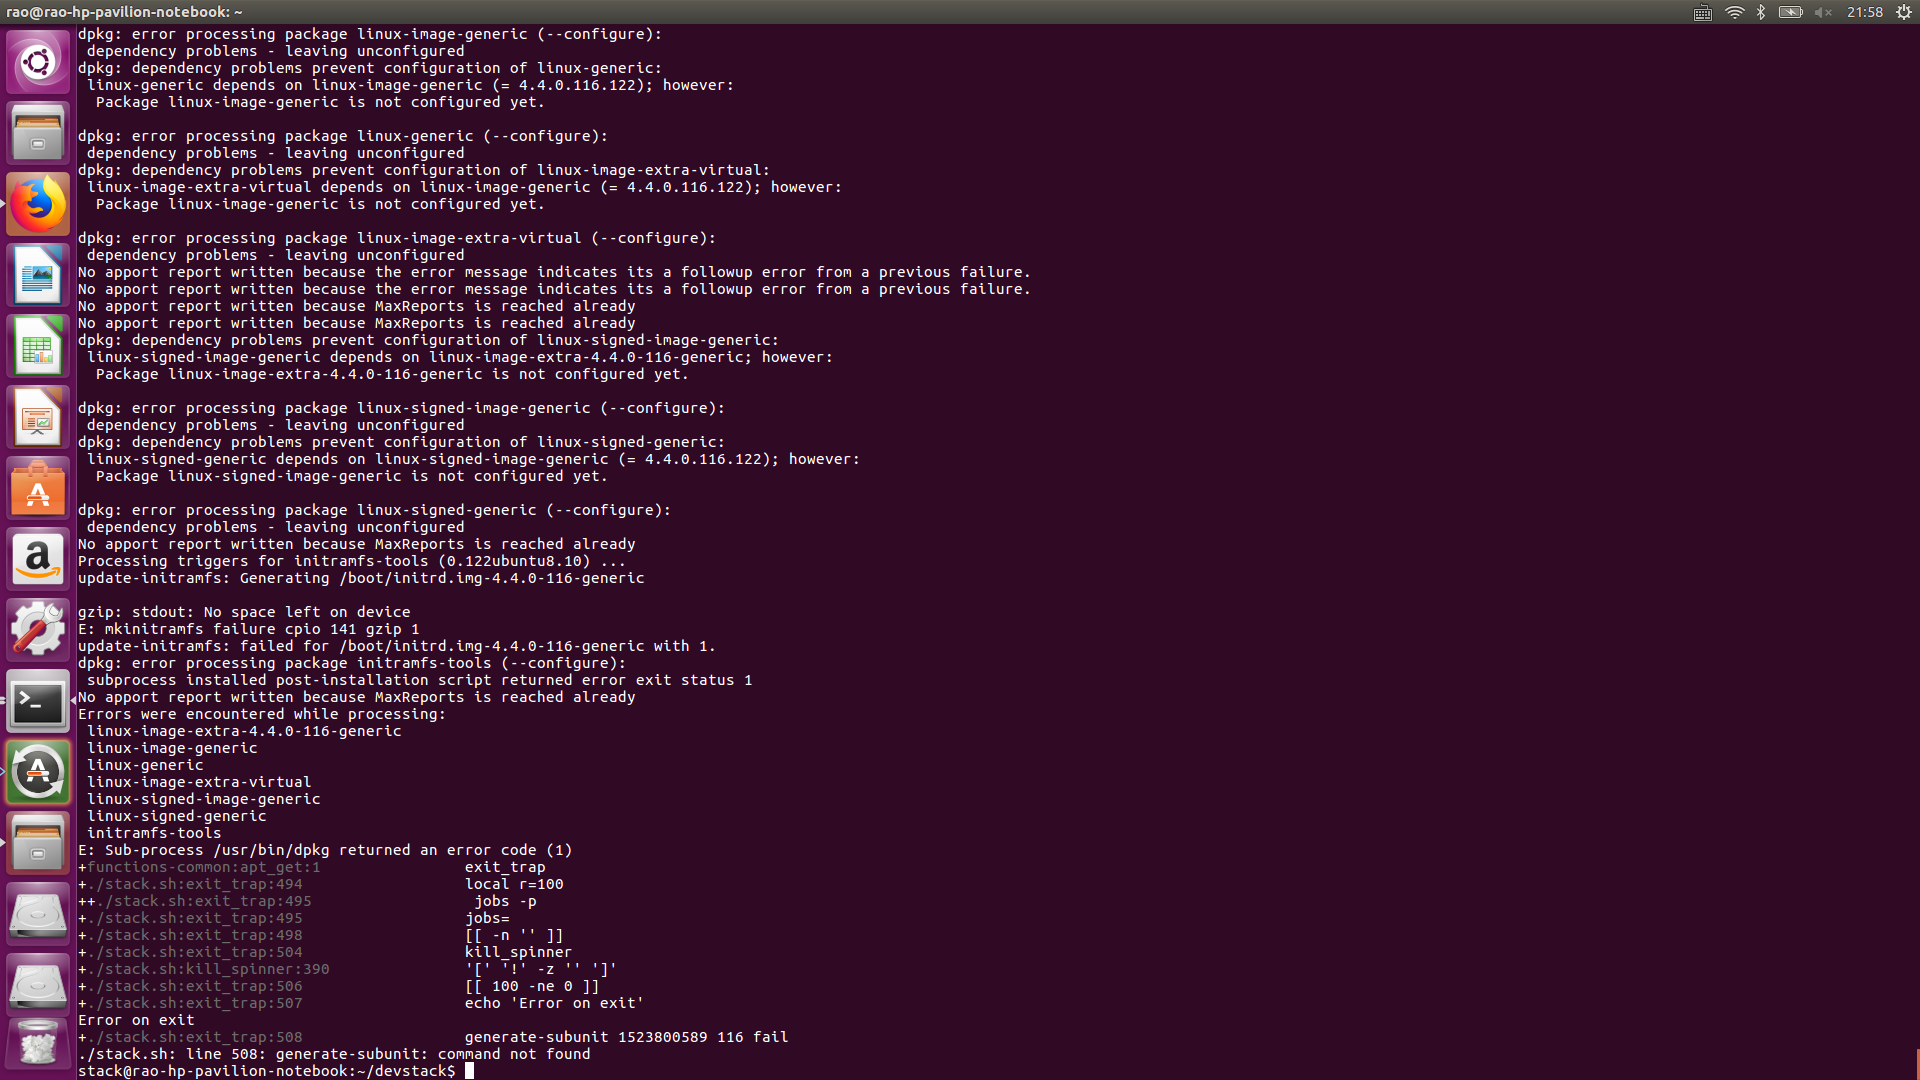 rao@rao-hp-pavilion-notebook: ~
21:58
dpkg: error processing package linux-image-generic (--configure):
 dependency problems - leaving unconfigured
dpkg: dependency problems prevent configuration of linux-generic:
 linux-generic depends on linux-image-generic (= 4.4.0.116.122); however:
  Package linux-image-generic is not configured yet.

dpkg: error processing package linux-generic (--configure):
 dependency problems - leaving unconfigured
dpkg: dependency problems prevent configuration of linux-image-extra-virtual:
 linux-image-extra-virtual depends on linux-image-generic (= 4.4.0.116.122); however:
  Package linux-image-generic is not configured yet.

dpkg: error processing package linux-image-extra-virtual (--configure):
 dependency problems - leaving unconfigured
No apport report written because the error message indicates its a followup error from a previous failure.
No apport report written because the error message indicates its a followup error from a previous failure.
No apport report written because MaxReports is reached already
No apport report written because MaxReports is reached already
dpkg: dependency problems prevent configuration of linux-signed-image-generic:
 linux-signed-image-generic depends on linux-image-extra-4.4.0-116-generic; however:
  Package linux-image-extra-4.4.0-116-generic is not configured yet.

dpkg: error processing package linux-signed-image-generic (--configure):
 dependency problems - leaving unconfigured
dpkg: dependency problems prevent configuration of linux-signed-generic:
 linux-signed-generic depends on linux-signed-image-generic (= 4.4.0.116.122); however:
  Package linux-signed-image-generic is not configured yet.

dpkg: error processing package linux-signed-generic (--configure):
 dependency problems - leaving unconfigured
No apport report written because MaxReports is reached already
Processing triggers for initramfs-tools (0.122ubuntu8.10) ...
update-initramfs: Generating /boot/initrd.img-4.4.0-116-generic

gzip: stdout: No space left on device
E: mkinitramfs failure cpio 141 gzip 1
update-initramfs: failed for /boot/initrd.img-4.4.0-116-generic with 1.
dpkg: error processing package initramfs-tools (--configure):
 subprocess installed post-installation script returned error exit status 1
No apport report written because MaxReports is reached already
Errors were encountered while processing:
 linux-image-extra-4.4.0-116-generic
 linux-image-generic
 linux-generic
 linux-image-extra-virtual
 linux-signed-image-generic
 linux-signed-generic
 initramfs-tools
E: Sub-process /usr/bin/dpkg returned an error code (1)
+functions-common:apt_get:1                exit_trap
+./stack.sh:exit_trap:494                  local r=100
++./stack.sh:exit_trap:495                  jobs -p
+./stack.sh:exit_trap:495                  jobs=
+./stack.sh:exit_trap:498                  [[ -n '' ]]
+./stack.sh:exit_trap:504                  kill_spinner
+./stack.sh:kill_spinner:390               '[' '!' -z '' ']'
+./stack.sh:exit_trap:506                  [[ 100 -ne 0 ]]
+./stack.sh:exit_trap:507                  echo 'Error on exit'
Error on exit
+./stack.sh:exit_trap:508                  generate-subunit 1523800589 116 fail
./stack.sh: line 508: generate-subunit: command not found
stack@rao-hp-pavilion-notebook:~/devstack$